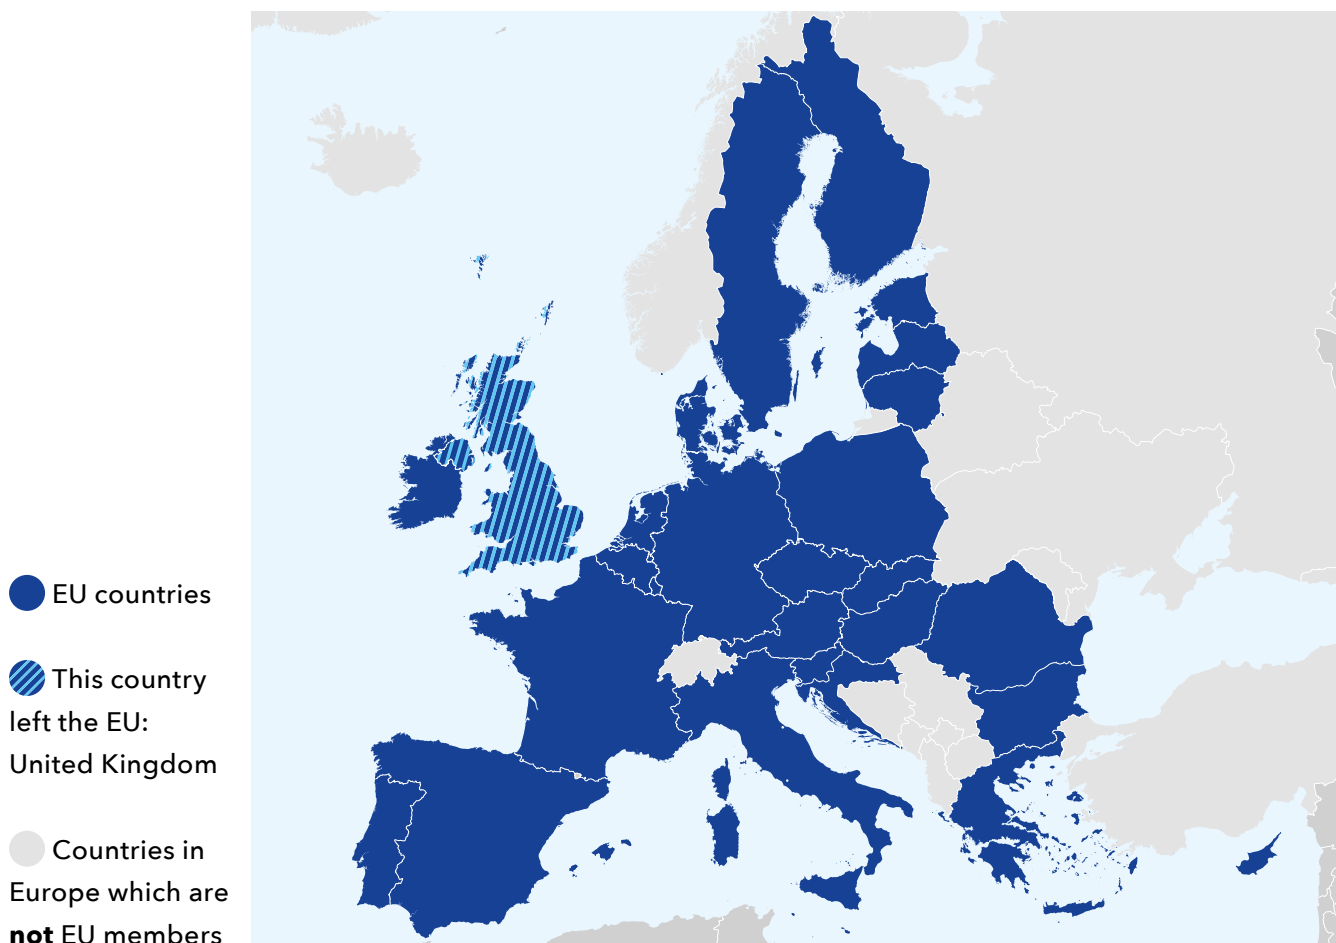 EU countries
This country
left the EU:
United Kingdom
Countries in
Europe which are
not EU members